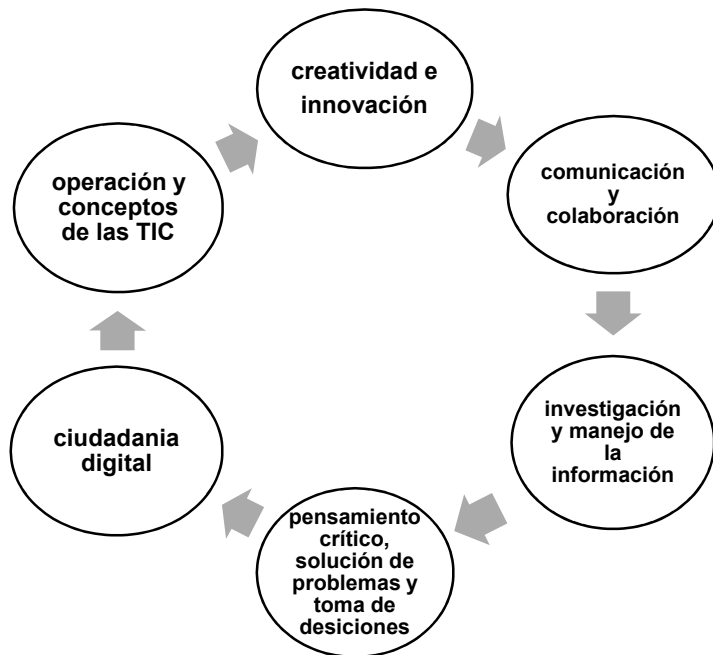 creatividad e
innovación
comunicación
y
colaboración
investigación
y manejo de
la
información
pensamiento
crítico,
solución de
problemas y
toma de
desiciones
ciudadania
digital
operación y
conceptos
de las TIC